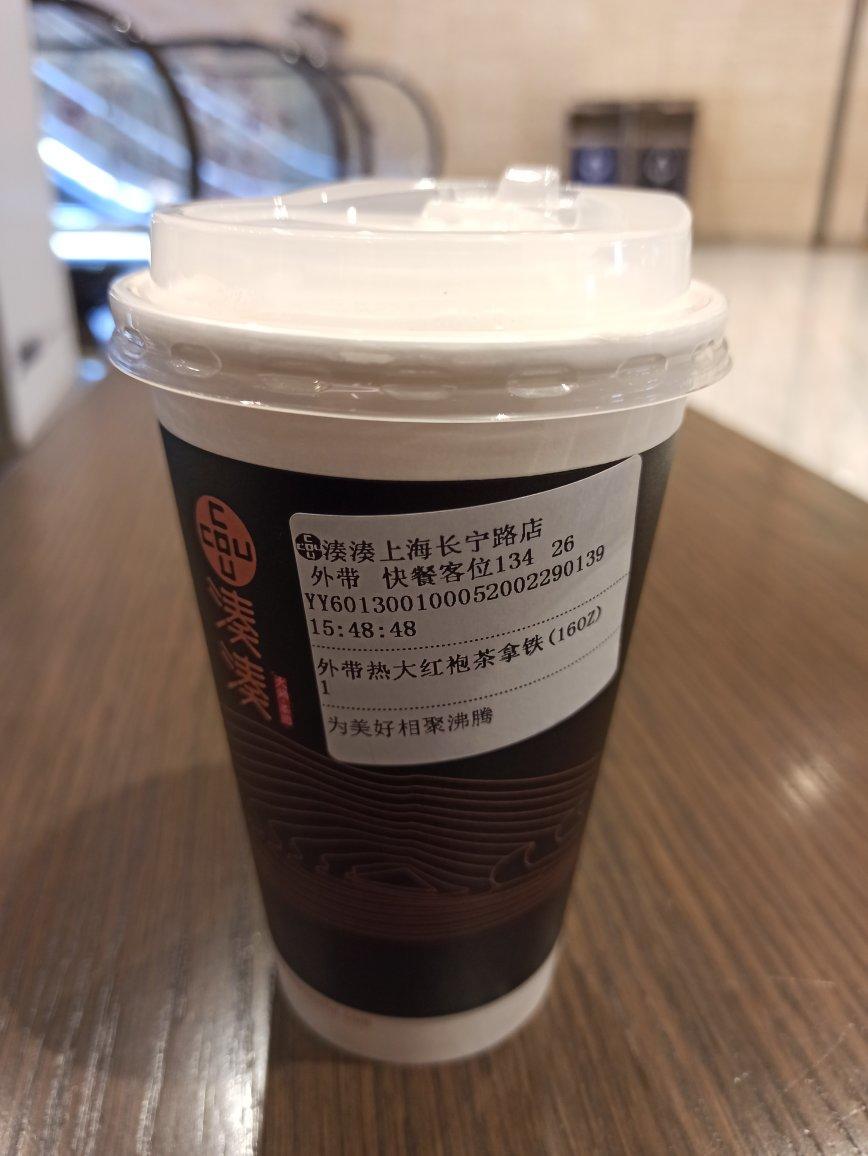 COUCOU
湊湊
湊湊上海长宁路店
外带 快餐客位134 26
YY6013001000052002290139
15:48:48
外带热大红袍茶拿铁(16OZ)
1
为美好相聚沸腾